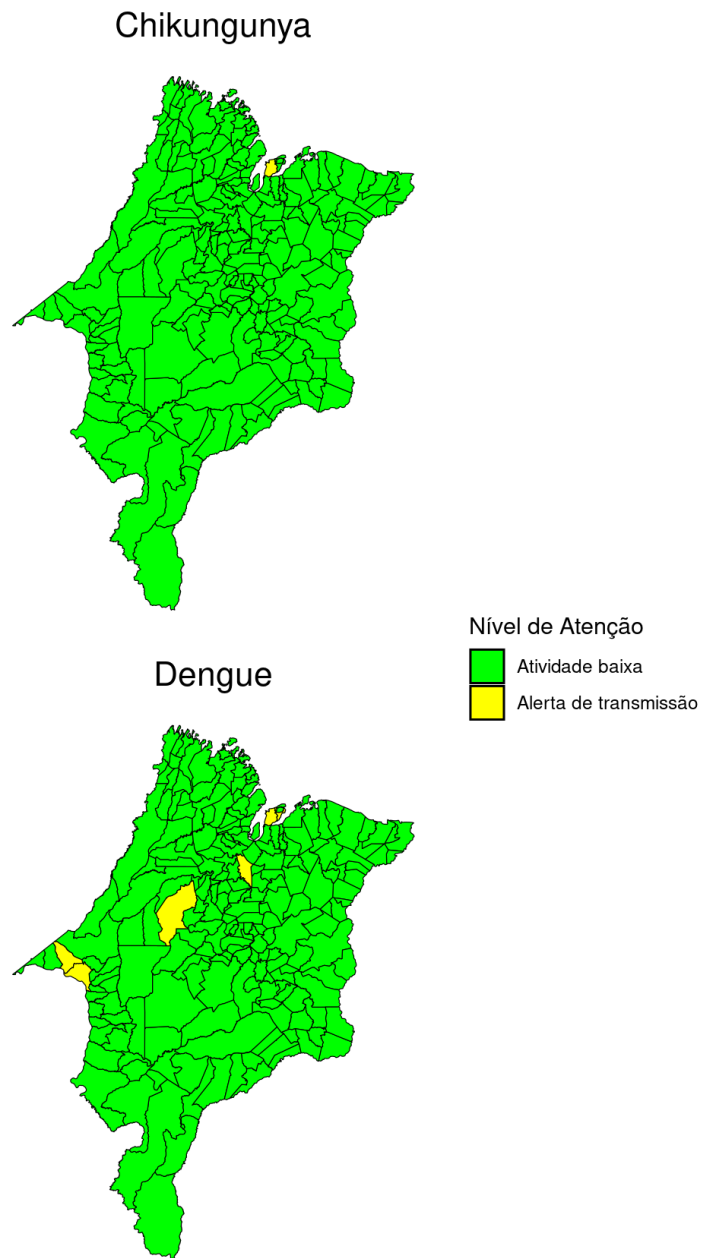 Chikungunya
Nível de Atenção
Atividade baixa
Alerta de transmissão
Dengue